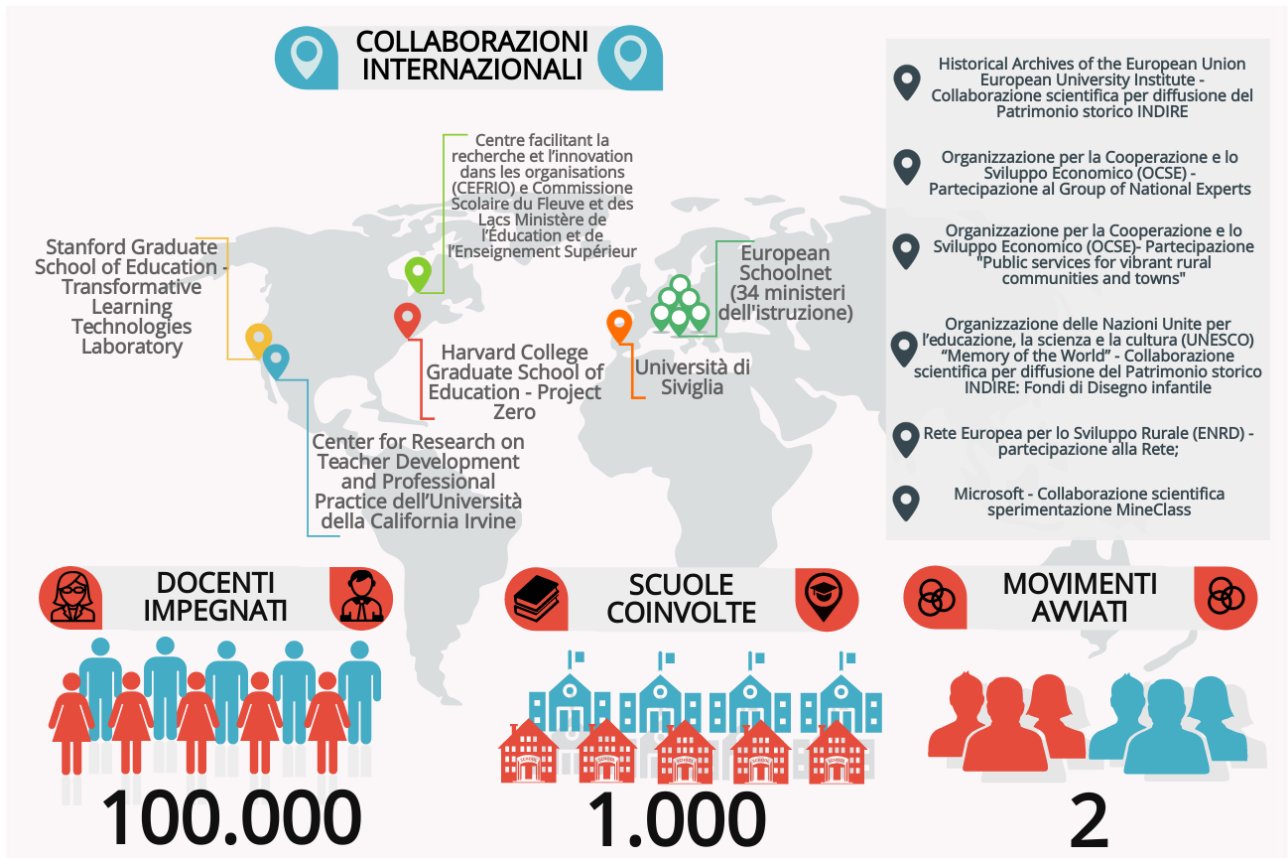 COLLABORAZIONI
INTERNAZIONALI
Centre facilitant la
recherche et l'innovation
dans les organisations
(CEFRIO) e Commissione
Scolaire du Fleuve et des
Lacs Ministère de
l'Éducation et de
l'Enseignement Supérieur
Stanford Graduate
School of Education -
Transformative
Learning
Technologies
Laboratory
European
Schoolnet
(34 ministeri
dell'istruzione)
Harvard College
Graduate School of
Education - Project
Zero
Università di
Siviglia
Center for Research on
Teacher Development
and Professional
Practice dell'Università
della California Irvine
Historical Archives of the European Union
European University Institute -
Collaborazione scientifica per diffusione del
Patrimonio storico INDIRE
Organizzazione per la Cooperazione e lo
Sviluppo Economico (OCSE) -
Partecipazione al Group of National Experts
Organizzazione per la Cooperazione e lo
Sviluppo Economico (OCSE)- Partecipazione
"Public services for vibrant rural
communities and towns"
Organizzazione delle Nazioni Unite per
l'educazione, la scienza e la cultura (UNESCO)
“Memory of the World” - Collaborazione
scientifica per diffusione del Patrimonio storico
INDIRE: Fondi di Disegno infantile
Rete Europea per lo Sviluppo Rurale (ENRD) -
partecipazione alla Rete;
Microsoft - Collaborazione scientifica
sperimentazione MineClass
DOCENTI
IMPEGNATI
100.000
SCUOLE
COINVOLTE
SCHOOL
SCHOOL
SCHOOL
SCHOOL
SCHOOL
1.000
MOVIMENTI
AVVIATI
2